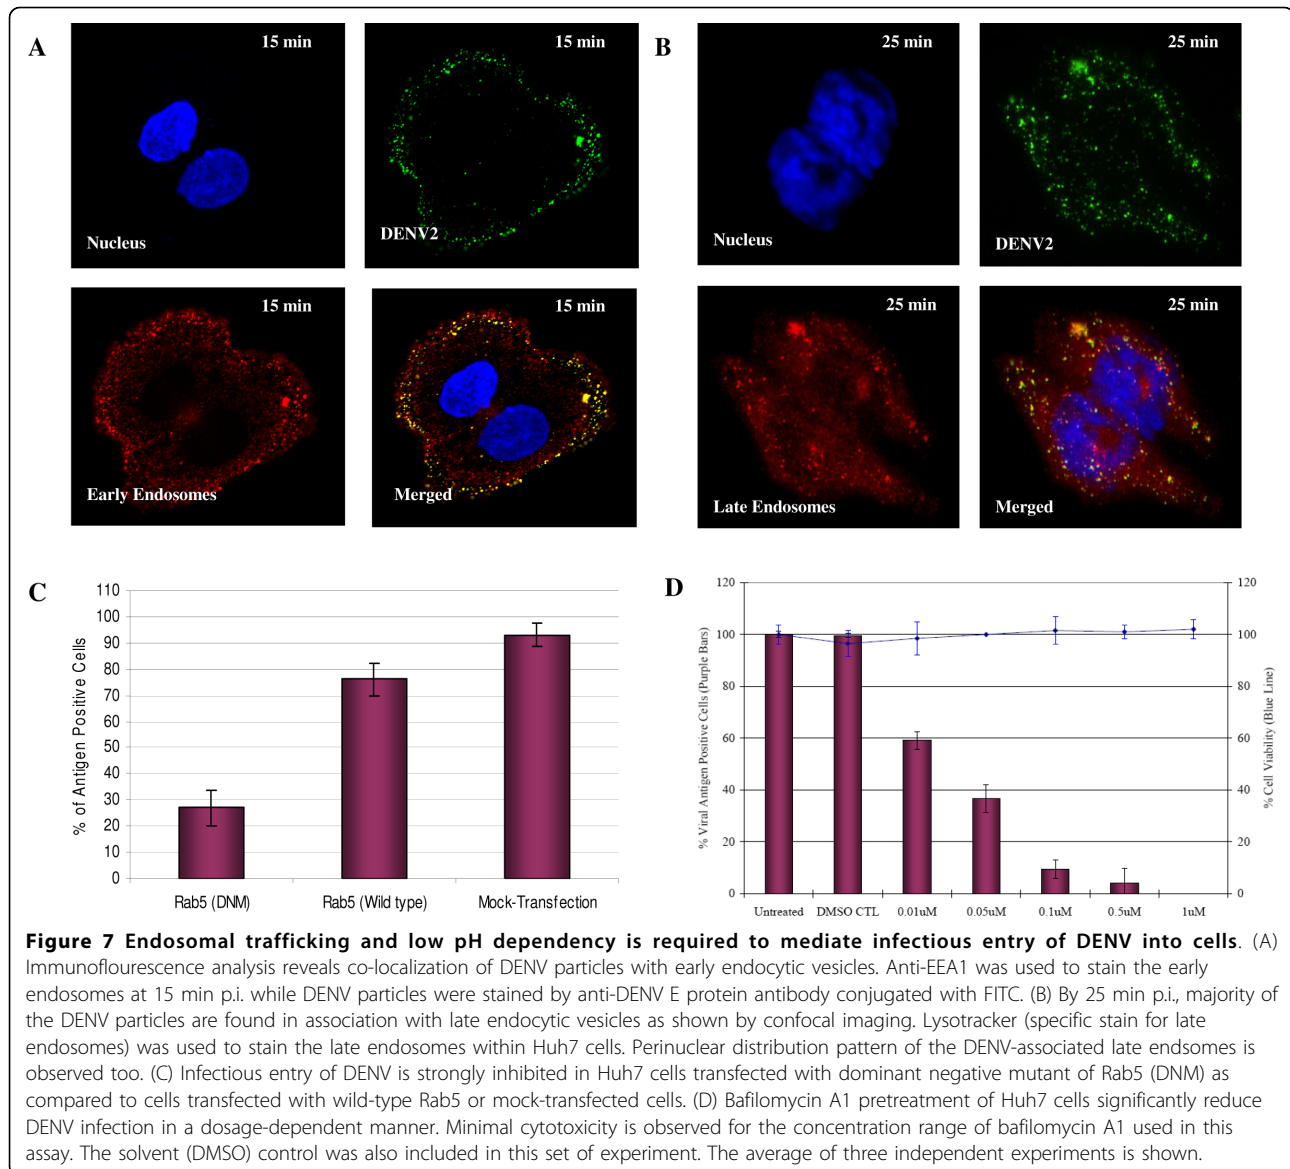 A
15 min
Nucleus
15 min
DENV2
B
25 min
Nucleus
25 min
DENV2
15 min
Early Endosomes
15 min
Merged
25 min
Late Endosomes
25 min
Merged
C
% of Antigen Positive Cells
110
100
90
80
70
60
50
40
30
20
10
0
Rab5 (DNM) Rab5 (Wild type) Mock-Transfection
D
% Viral Antigen Positive Cells (Purple Bars)
120
100
80
60
40
20
0
Untreated DMSO CTL 0.01uM 0.05uM 0.1uM 0.5uM 1uM
120
100
80
60
40
20
0
% Cell Viability (Blue Line)
Figure 7 Endosomal trafficking and low pH dependency is required to mediate infectious entry of DENV into cells. (A)
Immunoflourescence analysis reveals co-localization of DENV particles with early endocytic vesicles. Anti-EEA1 was used to stain the early
endosomes at 15 min p.i. while DENV particles were stained by anti-DENV E protein antibody conjugated with FITC. (B) By 25 min p.i., majority of
the DENV particles are found in association with late endocytic vesicles as shown by confocal imaging. Lysotracker (specific stain for late
endosomes) was used to stain the late endosomes within Huh7 cells. Perinuclear distribution pattern of the DENV-associated late endsomes is
observed too. (C) Infectious entry of DENV is strongly inhibited in Huh7 cells transfected with dominant negative mutant of Rab5 (DNM) as
compared to cells transfected with wild-type Rab5 or mock-transfected cells. (D) Bafilomycin A1 pretreatment of Huh7 cells significantly reduce
DENV infection in a dosage-dependent manner. Minimal cytotoxicity is observed for the concentration range of bafilomycin A1 used in this
assay. The solvent (DMSO) control was also included in this set of experiment. The average of three independent experiments is shown.